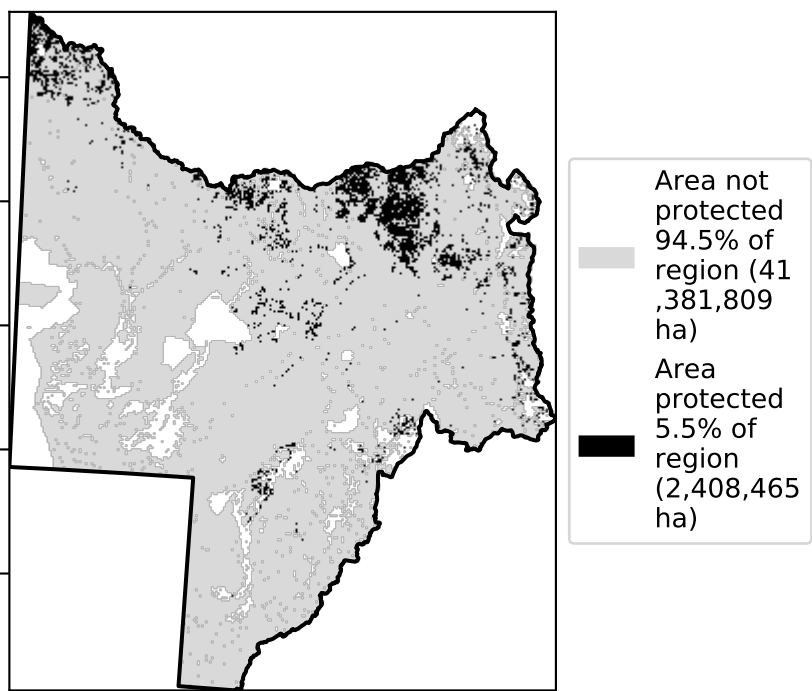 Area not
protected
94.5% of
region (41
,381,809
ha)
Area
protected
5.5% of
region
(2,408,465
ha)